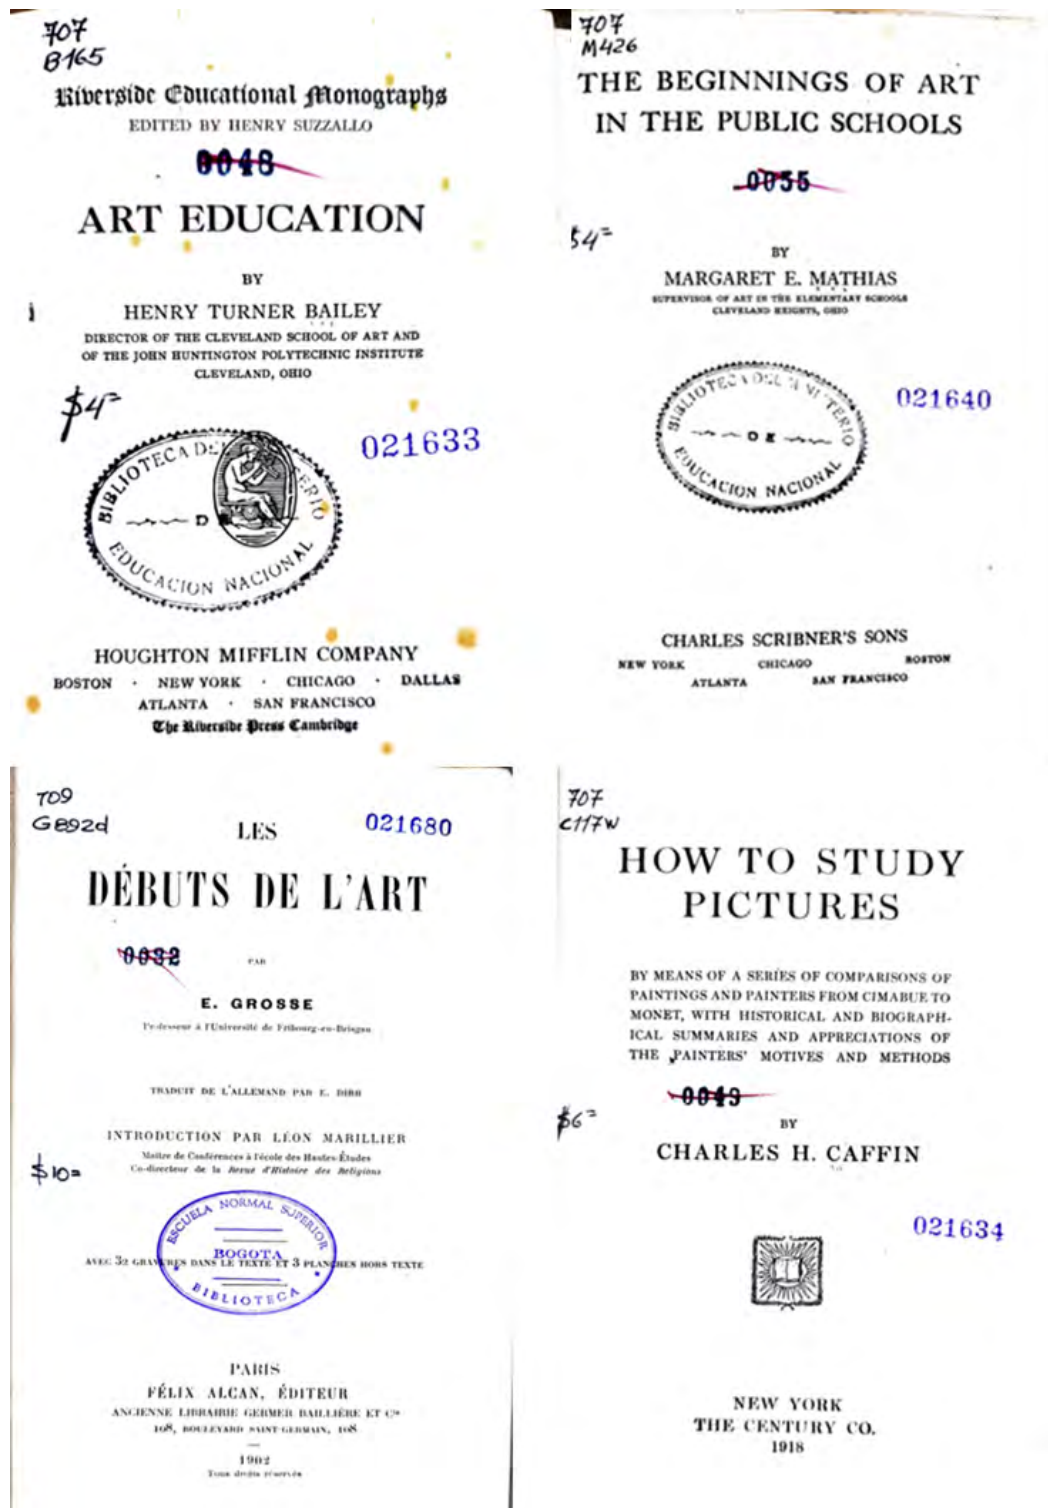 707
B165
Riverside Educational Monographs
EDITED BY HENRY SUZZALLO
0048
ART EDUCATION
BY
HENRY TURNER BAILEY
DIRECTOR OF THE CLEVELAND SCHOOL OF ART AND
OF THE JOHN HUNTINGTON POLYTECHNIC INSTITUTE
CLEVELAND, OHIO
$4=
021633
BIBLIOTECA DEL TERIO
D
EDUCACION NACIONAL
HOUGHTON MIFFLIN COMPANY
BOSTON · NEW YORK · CHICAGO · DALLAS
ATLANTA · SAN FRANCISCO
The Riverside Press Cambridge
707
M426
THE BEGINNINGS OF ART
IN THE PUBLIC SCHOOLS
0055
$4=
BY
MARGARET E. MATHIAS
SUPERVISOR OF ART IN THE ELEMENTARY SCHOOLS
CLEVELAND HEIGHTS, OHIO
021640
BIBLIOTECA DEL MINISTERIO
DE
EDUCACION NACIONAL
CHARLES SCRIBNER'S SONS
NEW YORK CHICAGO BOSTON
ATLANTA SAN FRANCISCO
709
G892d
021680
LES
DÉBUTS DE L'ART
0032
PAR
E. GROSSE
Professeur à l'Université de Fribourg-en-Brisgau
TRADUIT DE L'ALLEMAND PAR E. DIRR
INTRODUCTION PAR LÉON MARILLIER
Maître de Conférences à l'école des Hautes-Études
Co-directeur de la Revue d'Histoire des Religions
$10=
ESCUELA NORMAL SUPERIOR
BOGOTA
BIBLIOTECA
AVEC 32 GRAVURES DANS LE TEXTE ET 3 PLANCHES HORS TEXTE
PARIS
FÉLIX ALCAN, ÉDITEUR
ANCIENNE LIBRAIRIE GERMER BAILLIÈRE ET Cie
108, BOULEVARD SAINT-GERMAIN, 108
1902
Tous droits réservés
707
C117W
HOW TO STUDY
PICTURES
BY MEANS OF A SERIES OF COMPARISONS OF
PAINTINGS AND PAINTERS FROM CIMABUE TO
MONET, WITH HISTORICAL AND BIOGRAPH-
ICAL SUMMARIES AND APPRECIATIONS OF
THE PAINTERS' MOTIVES AND METHODS
0049
$6=
BY
CHARLES H. CAFFIN
021634
NEW YORK
THE CENTURY CO.
1918